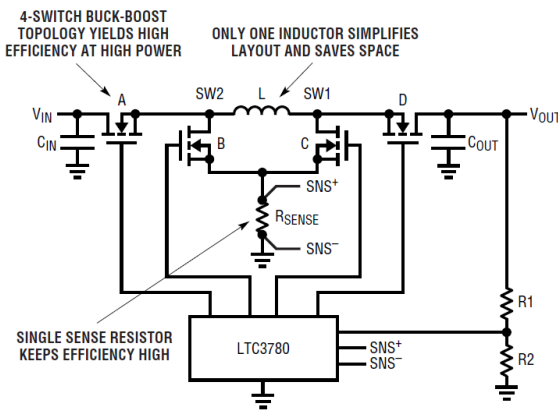 4-SWITCH BUCK-BOOST
TOPOLOGY YIELDS HIGH
EFFICIENCY AT HIGH POWER
ONLY ONE INDUCTOR SIMPLIFIES
LAYOUT AND SAVES SPACE
A
SW2
L
SW1
D
VIN
VOUT
CIN
B
C
COUT
SNS+
RSENSE
SNS–
R1
SINGLE SENSE RESISTOR
KEEPS EFFICIENCY HIGH
LTC3780
SNS+
SNS–
R2